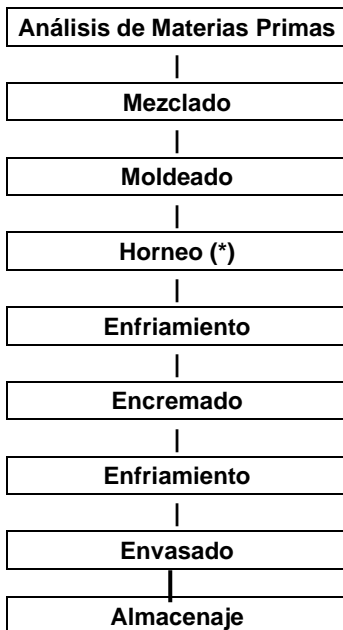 Análisis de Materias Primas
Mezclado
Moldeado
Horneo (*)
Enfriamiento
Encremado
Enfriamiento
Envasado
Almacenaje